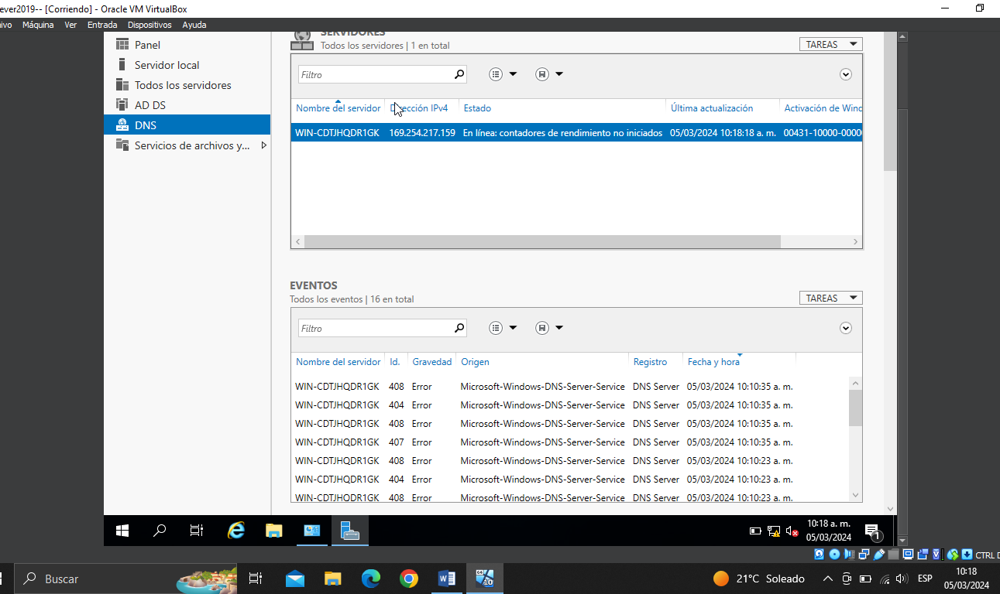 ever2019-- [Corriendo] - Oracle VM VirtualBox
ivo Máquina Ver Entrada Dispositivos Ayuda
Panel
Servidor local
Todos los servidores
AD DS
DNS
Servicios de archivos y...
SERVIDORES
Todos los servidores | 1 en total
TAREAS
Filtro
Nombre del servidor Dirección IPv4 Estado Última actualización Activación de Winc
WIN-CDTJHQDR1GK 169.254.217.159 En línea: contadores de rendimiento no iniciados 05/03/2024 10:18:18 a. m. 00431-10000-0000
EVENTOS
Todos los eventos | 16 en total
TAREAS
Filtro
Nombre del servidor Id. Gravedad Origen Registro Fecha y hora
WIN-CDTJHQDR1GK 408 Error Microsoft-Windows-DNS-Server-Service DNS Server 05/03/2024 10:10:35 a. m.
WIN-CDTJHQDR1GK 404 Error Microsoft-Windows-DNS-Server-Service DNS Server 05/03/2024 10:10:35 a. m.
WIN-CDTJHQDR1GK 408 Error Microsoft-Windows-DNS-Server-Service DNS Server 05/03/2024 10:10:35 a. m.
WIN-CDTJHQDR1GK 407 Error Microsoft-Windows-DNS-Server-Service DNS Server 05/03/2024 10:10:35 a. m.
WIN-CDTJHQDR1GK 408 Error Microsoft-Windows-DNS-Server-Service DNS Server 05/03/2024 10:10:23 a. m.
WIN-CDTJHQDR1GK 404 Error Microsoft-Windows-DNS-Server-Service DNS Server 05/03/2024 10:10:23 a. m.
WIN-CDTJHQDR1GK 408 Error Microsoft-Windows-DNS-Server-Service DNS Server 05/03/2024 10:10:23 a. m.
10:18 a. m.
05/03/2024
1
CTRL D
Buscar
21°C Soleado
ESP
10:18
05/03/2024